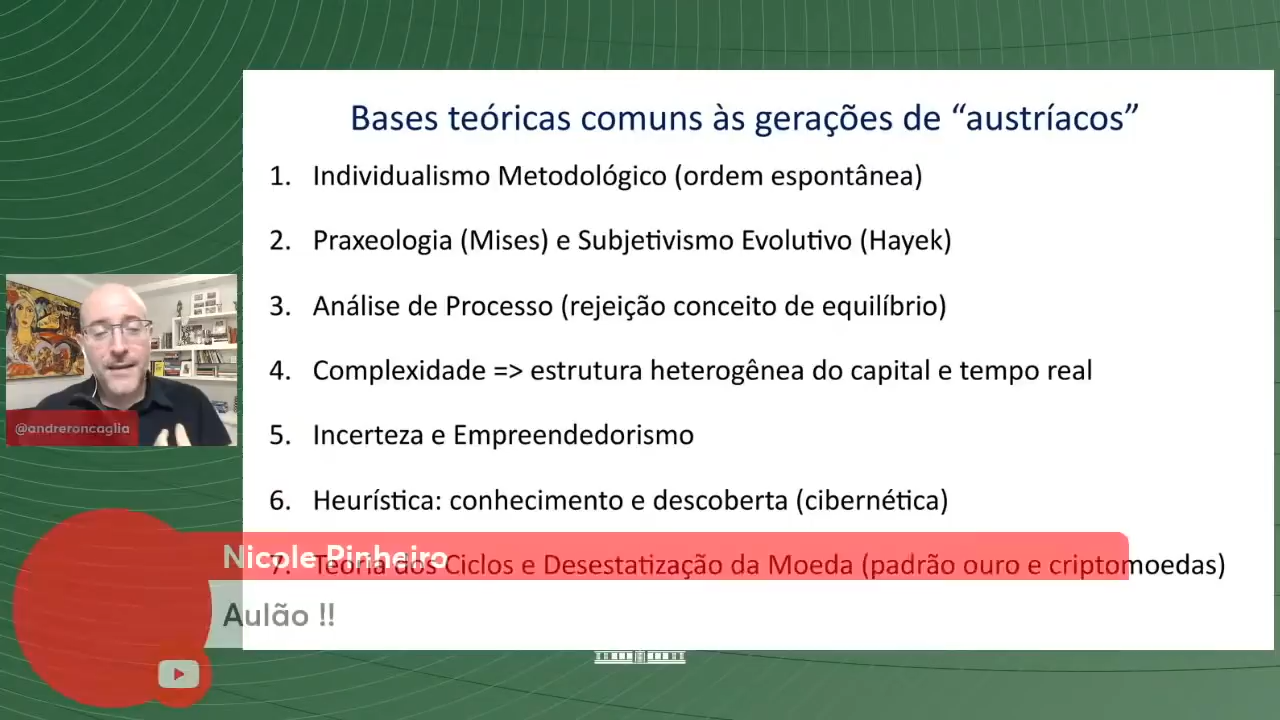 Bases teóricas comuns às gerações de “austríacos”
1. Individualismo Metodológico (ordem espontânea)
2. Praxeologia (Mises) e Subjetivismo Evolutivo (Hayek)
3. Análise de Processo (rejeição conceito de equilíbrio)
4. Complexidade => estrutura heterogênea do capital e tempo real
5. Incerteza e Empreendedorismo
6. Heurística: conhecimento e descoberta (cibernética)
7. Teoria dos Ciclos e Desestatização da Moeda (padrão ouro e criptomoedas)
@andreroncaglia
Nicole Pinheiro
Aulão !!